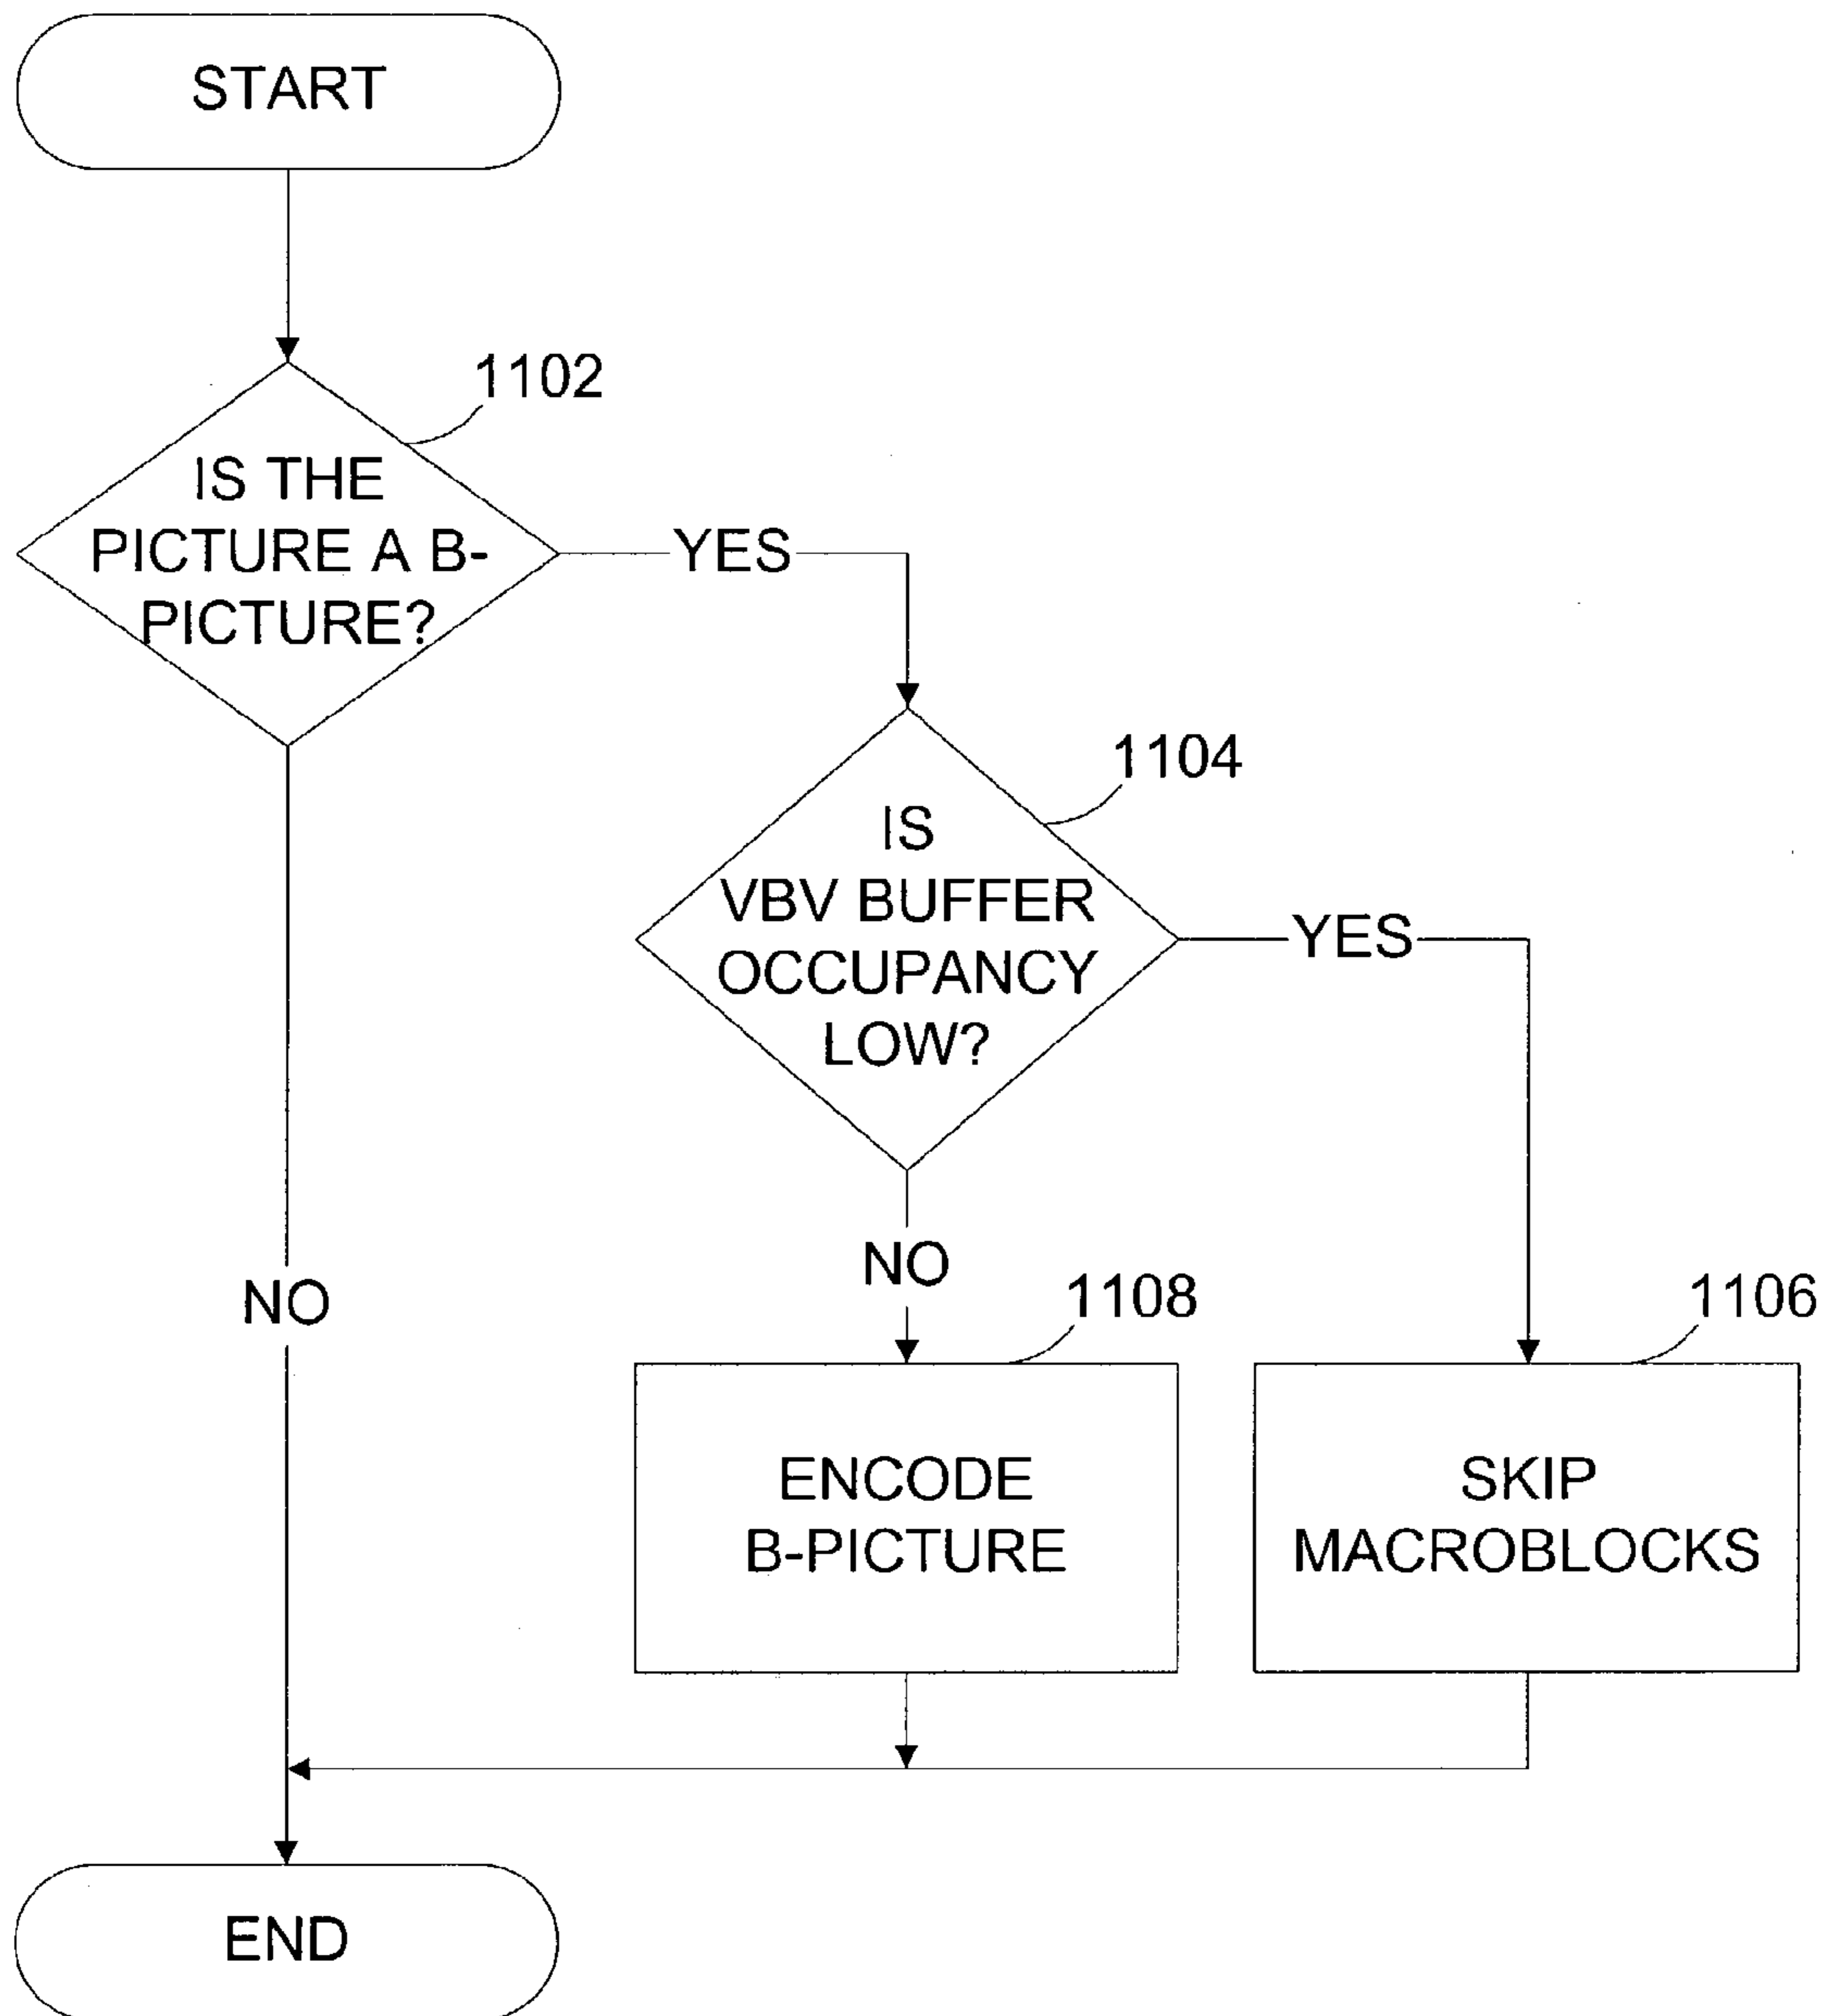 START
1102
IS THE
PICTURE A B-
PICTURE?
YES
1104
IS
VBV BUFFER
OCCUPANCY
LOW?
YES
NO
NO
1108
1106
ENCODE
B-PICTURE
SKIP
MACROBLOCKS
END